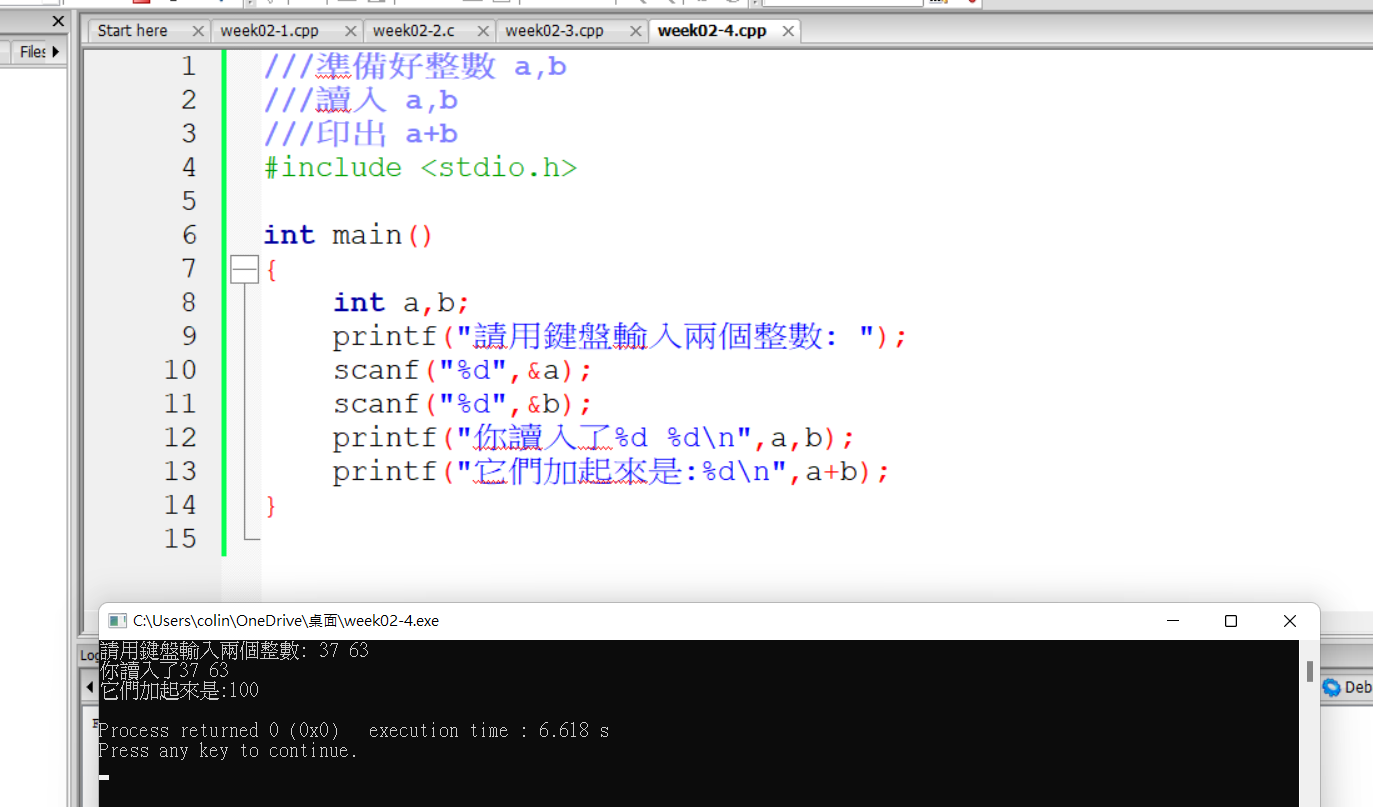 Start here
week02-1.cpp
week02-2.c
week02-3.cpp
week02-4.cpp
Files
1 ///準備好整數 a,b
2 ///讀入 a,b
3 ///印出 a+b
4 #include <stdio.h>
5
6 int main()
7 {
8 int a,b;
9 printf("請用鍵盤輸入兩個整數: ");
10 scanf("%d",&a);
11 scanf("%d",&b);
12 printf("你讀入了%d %d\n",a,b);
13 printf("它們加起來是:%d\n",a+b);
14 }
15
C:\Users\colin\OneDrive\桌面\week02-4.exe
請用鍵盤輸入兩個整數: 37 63
你讀入了37 63
它們加起來是:100
Process returned 0 (0x0) execution time : 6.618 s
Press any key to continue.